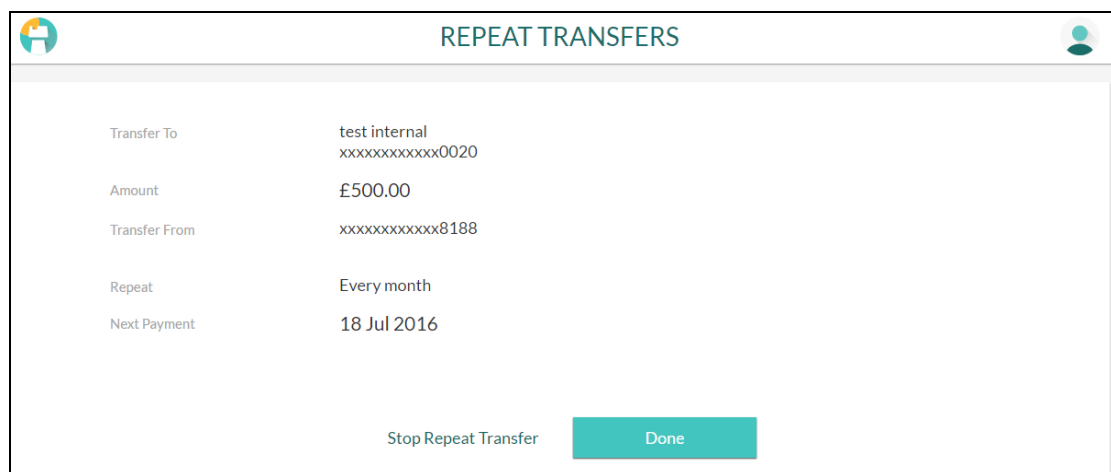 REPEAT TRANSFERS
Transfer To test internal
xxxxxxxxxxxx0020
Amount £500.00
Transfer From xxxxxxxxxxxx8188
Repeat Every month
Next Payment 18 Jul 2016
Stop Repeat Transfer Done